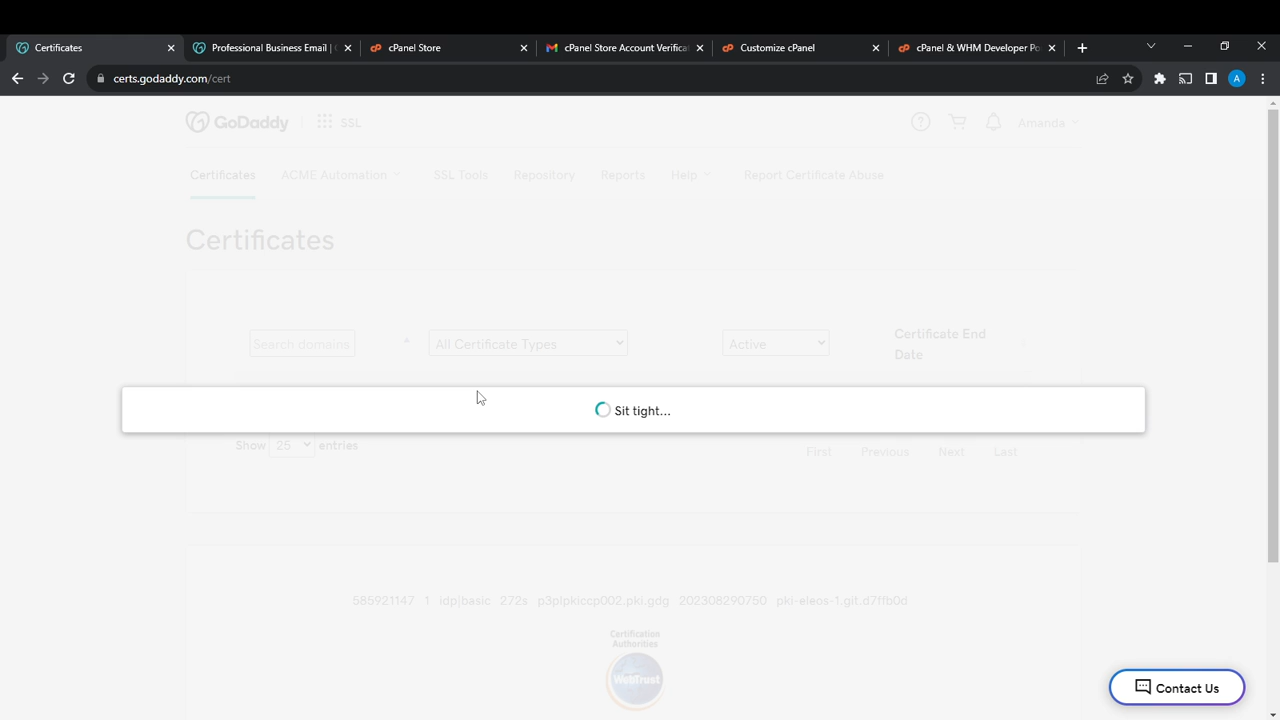 Certificates
Professional Business Email | G
cPanel Store
cPanel Store Account Verificat
Customize cPanel
cPanel & WHM Developer Po
certs.godaddy.com/cert
A
GoDaddy
SSL
Amanda
Certificates
ACME Automation
SSL Tools
Repository
Reports
Help
Report Certificate Abuse
Certificates
Search domains
All Certificate Types
Active
Certificate End
Date
Sit tight...
Show 25 entries
First
Previous
Next
Last
585921147 1 idp|basic 272s p3plpkiccp002.pki.gdg 202308290750 pki-eleos-1.git.d7ffb0d
Certification
Authorities
WebTrust
Contact Us